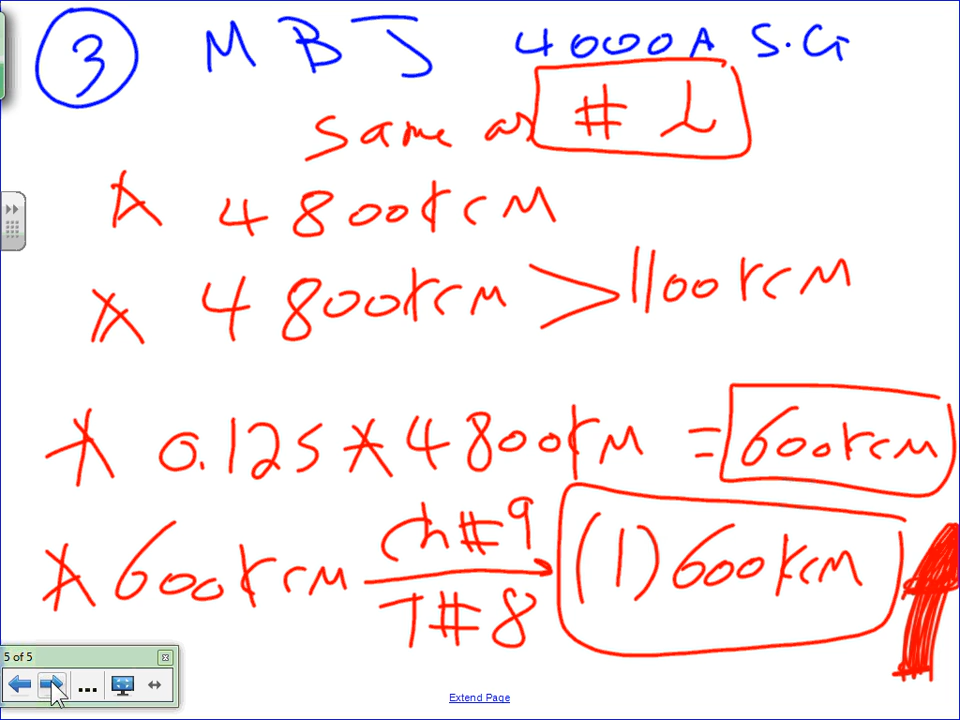 ③ MBJ 4000A S.G
same as # 2
* 4800kcM
* 4800kcM > 1100kcM
* 0.125 * 4800kM = 600kcM
* 600kcM ch#9 (1) 600kcM
T#8
5 of 5
...
Extend Page